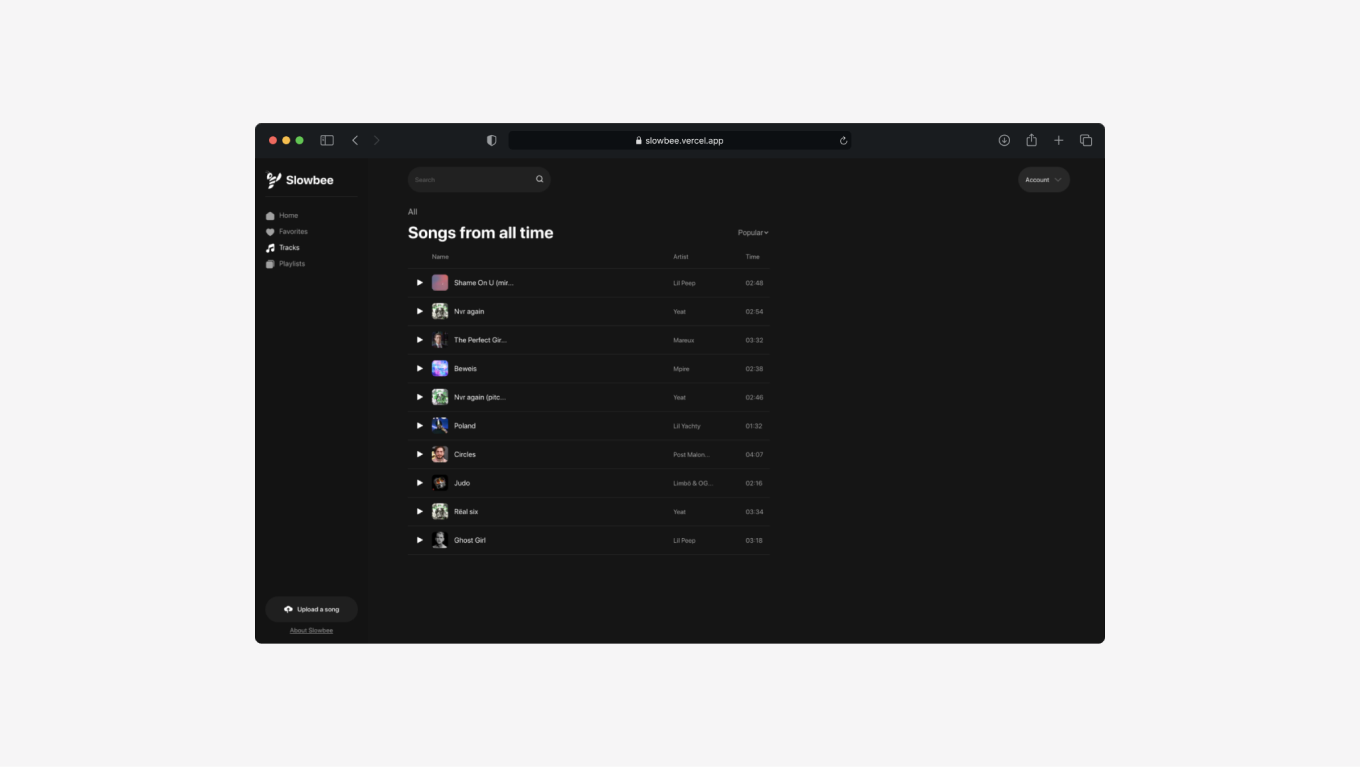 slowbee.vercel.app
Slowbee
Search
Account
Home
Favorites
Tracks
Playlists
All
Songs from all time
Popular
Name Artist Time
Shame On U (mir... Lil Peep 02:48
Nvr again Yeat 02:54
The Perfect Gir... Mareux 03:32
Beweis Mpire 02:38
Nvr again (pitc... Yeat 02:46
Poland Lil Yachty 01:32
Circles Post Malon... 04:07
Judo Limbó & OG... 02:16
Rëal six Yeat 03:34
Ghost Girl Lil Peep 03:18
Upload a song
About Slowbee